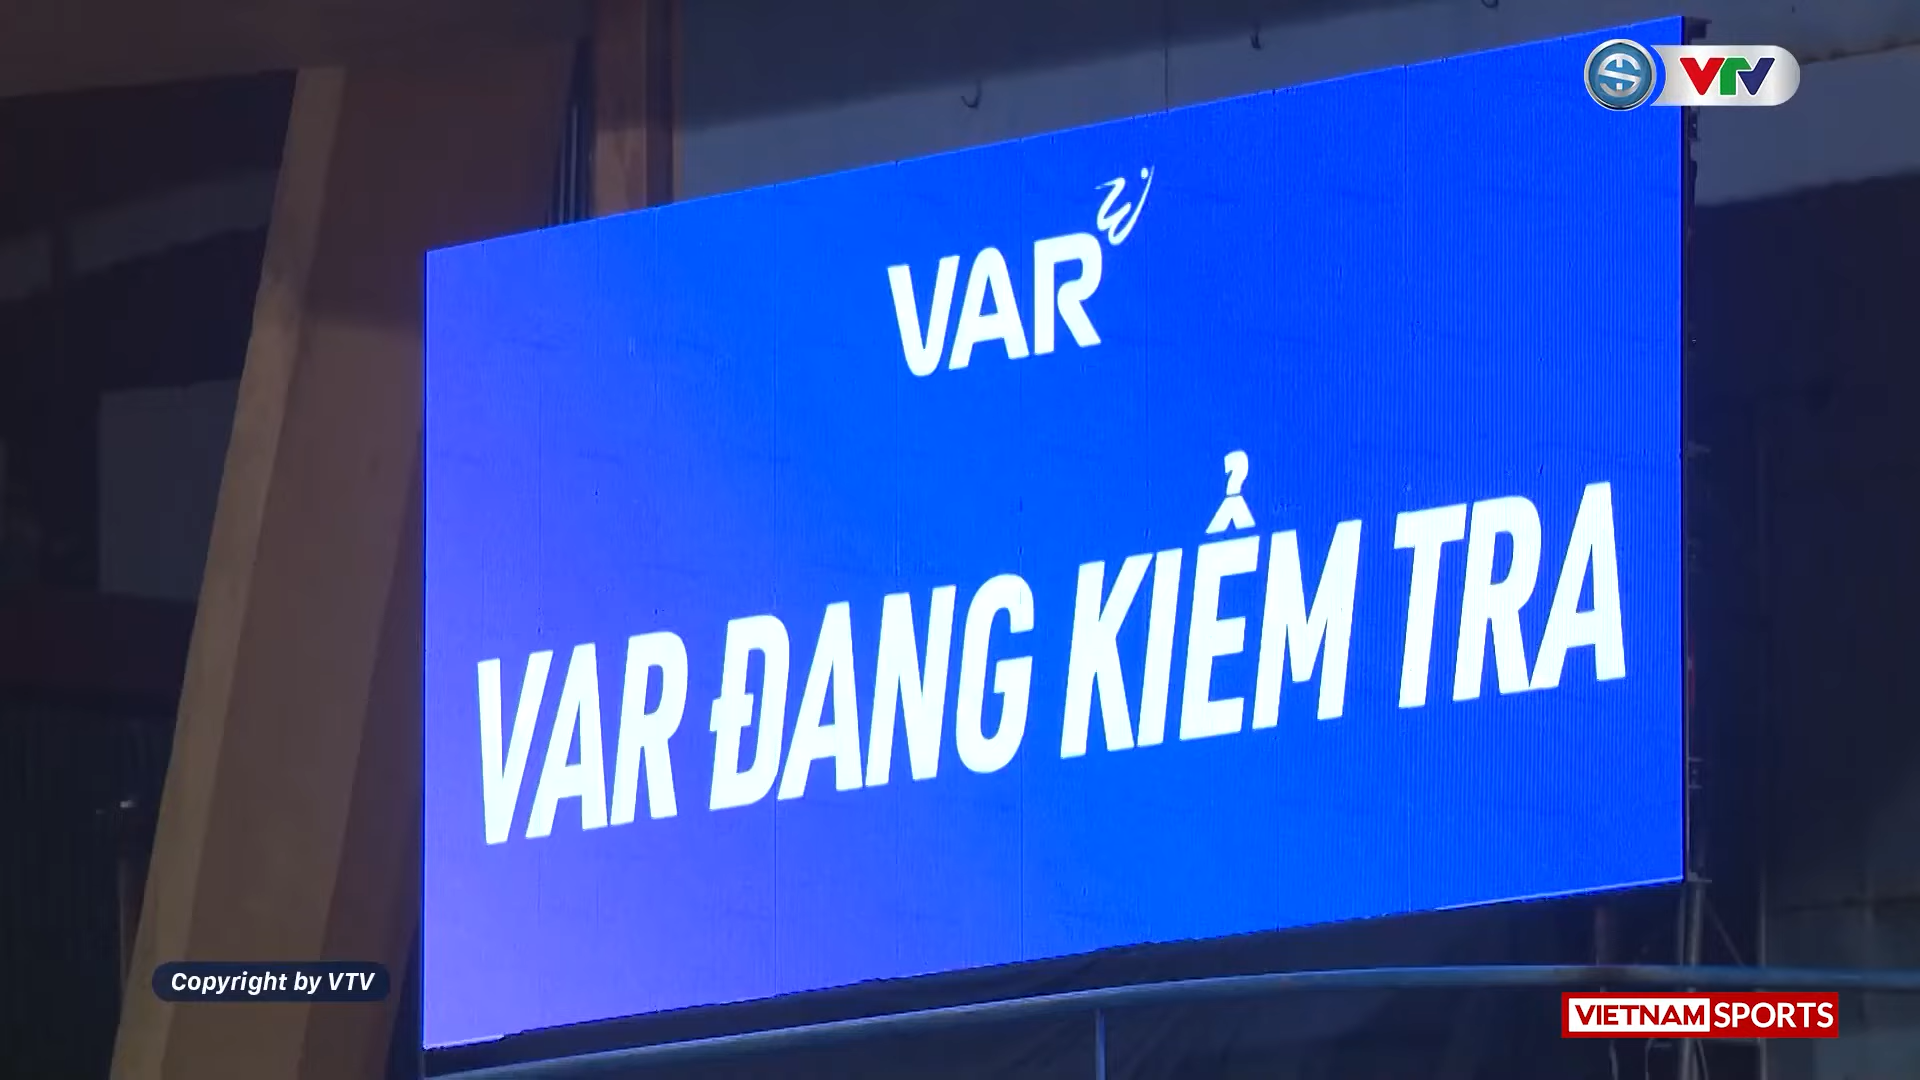 VTV
VAR
VAR ĐANG KIỂM TRA
Copyright by VTV
VIETNAM SPORTS